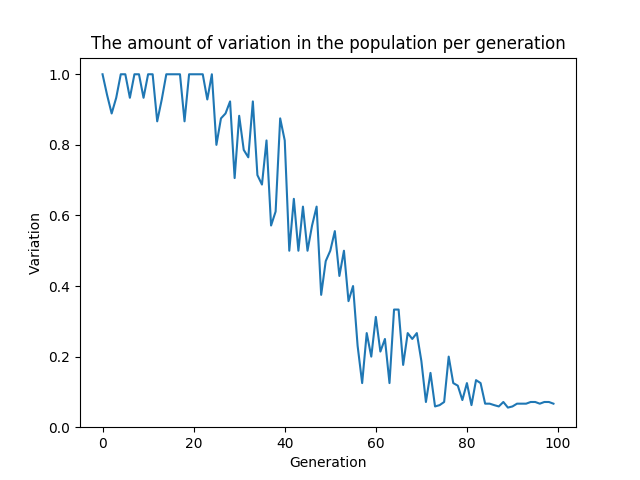 The amount of variation in the population per generation
1.0
0.8
0.6
0.4
0.2
0.0
Variation
0 20 40 60 80 100
Generation